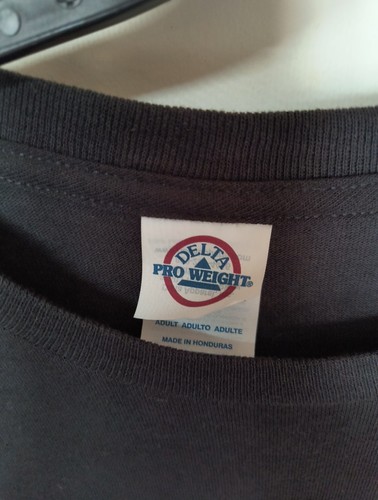 DELTA
PRO WEIGHT®
ADULT ADULTO ADULTE
MADE IN HONDURAS